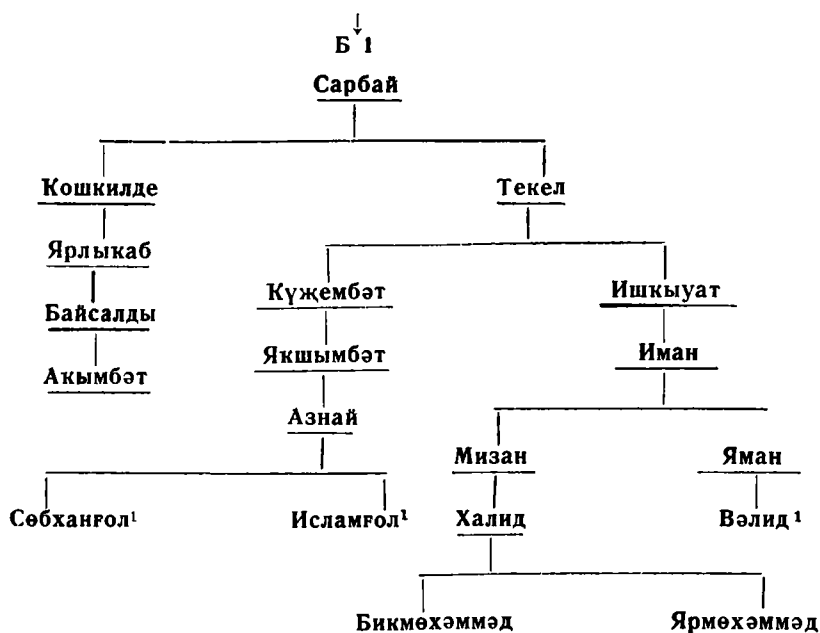 Б 1
Сарбай
Кошкилде Текел
Ярлыкаб
Күҗембәт Ишкыуат
Байсалды
Якшымбәт Иман
Акымбәт
Азнай
Мизан Яман
Сөбханғол¹ Исламғол¹ Халид Вәлид¹
Бикмөхәммәд Ярмөхәммәд